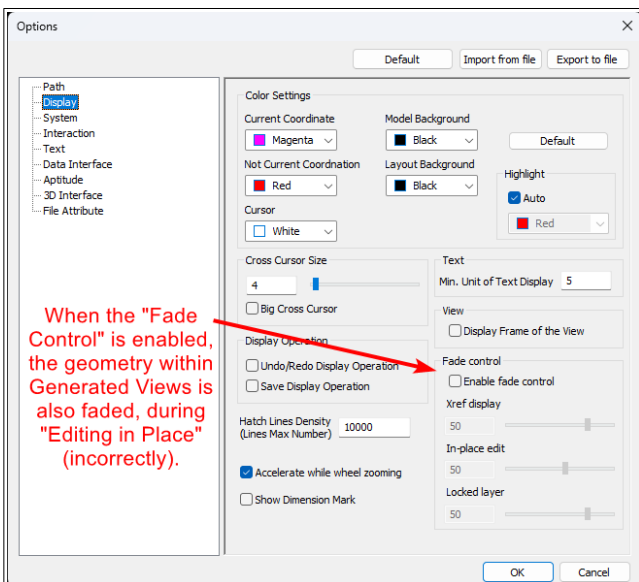 Options
Default Import from file Export to file
Path
Display
System
Interaction
Text
Data Interface
Aptitude
3D Interface
File Attribute
Color Settings
Current Coordinate Model Background
Magenta Black Default
Not Current Coordnation Layout Background
Red Black
Highlight
Auto
Red
Cursor
White
Cross Cursor Size
4
Big Cross Cursor
Text
Min. Unit of Text Display 5
View
Display Frame of the View
Display Operation
Undo/Redo Display Operation
Save Display Operation
Hatch Lines Density
(Lines Max Number) 10000
Accelerate while wheel zooming
Show Dimension Mark
Fade control
Enable fade control
Xref display
50
In-place edit
50
Locked layer
50
When the "Fade
Control" is enabled,
the geometry within
Generated Views is
also faded, during
"Editing in Place"
(incorrectly).
OK Cancel